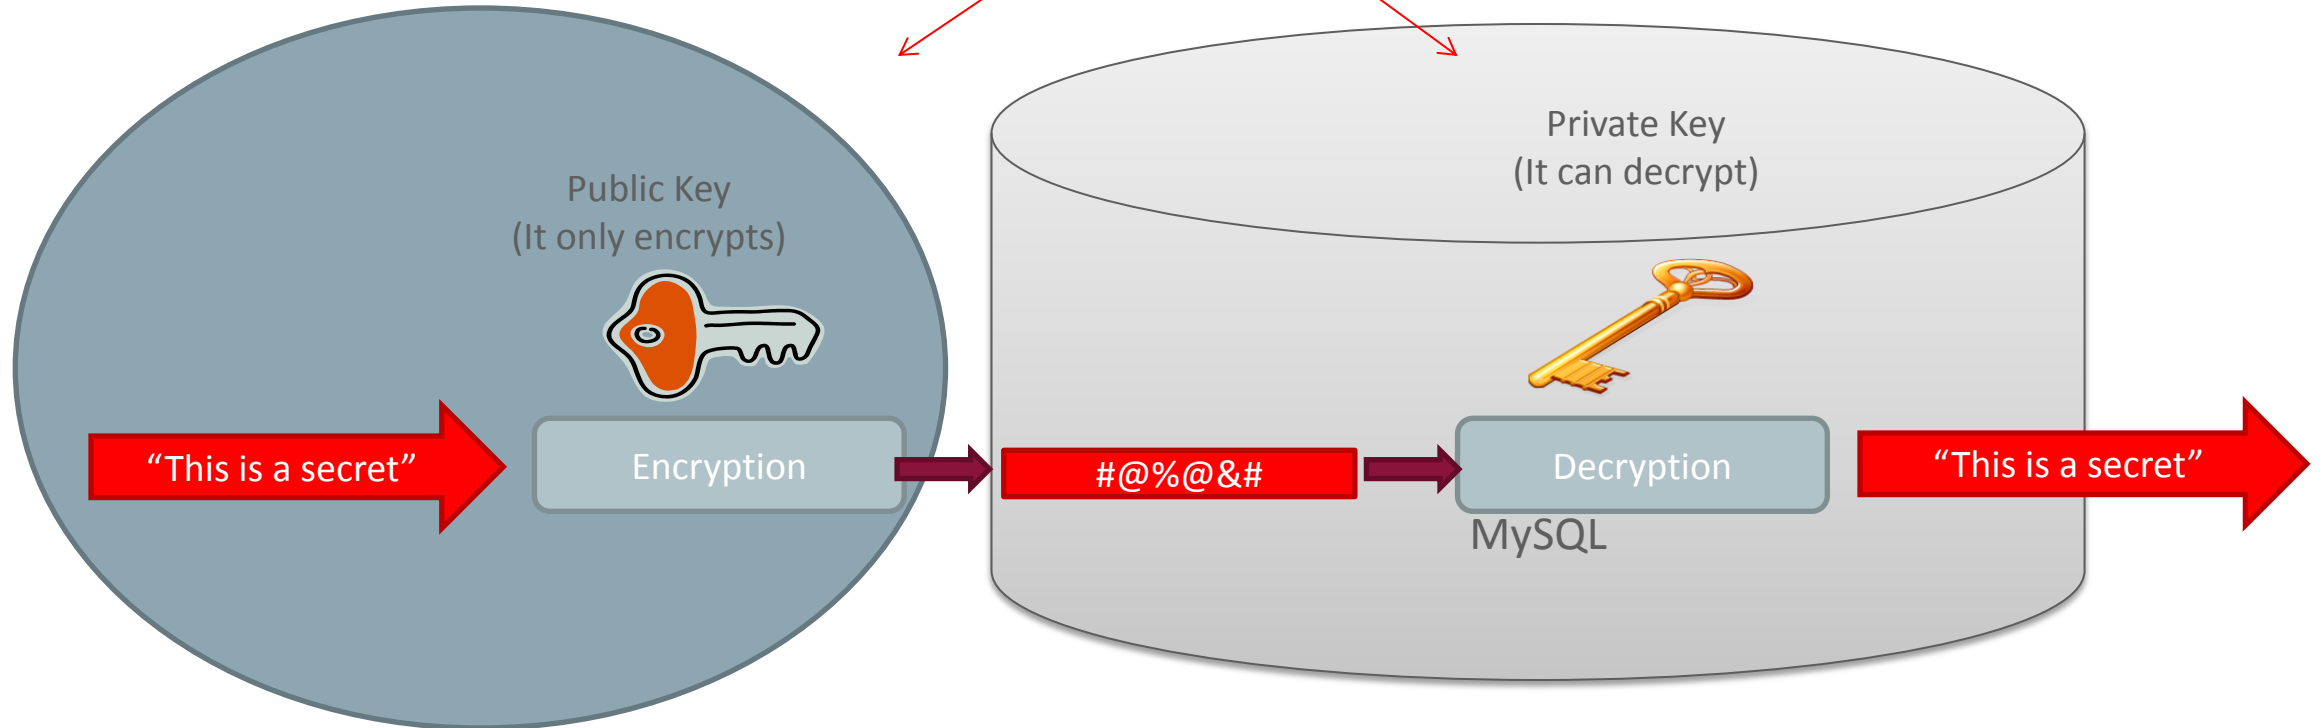 Public Key
(It only encrypts)
Private Key
(It can decrypt)
“This is a secret”
Encryption
#@%@&#
Decryption
“This is a secret”
MySQL